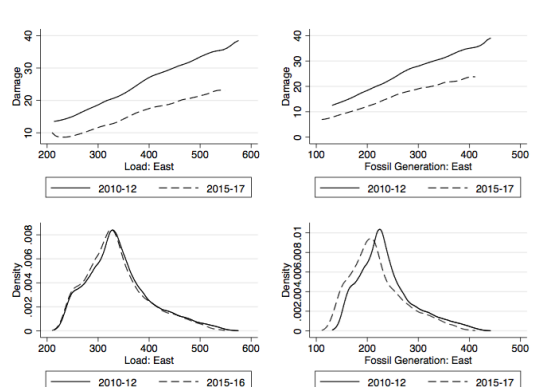 Damage
10 20 30 40
200 300 400 500 600
Load: East
2010-12 2015-17
Damage
0 10 20 30 40
100 200 300 400 500
Fossil Generation: East
2010-12 2015-17
Density
0 .002 .004 .006 .008
200 300 400 500 600
Load: East
2010-12 2015-16
Density
0 .002 .004 .006 .008 .01
100 200 300 400 500
Fossil Generation: East
2010-12 2015-17